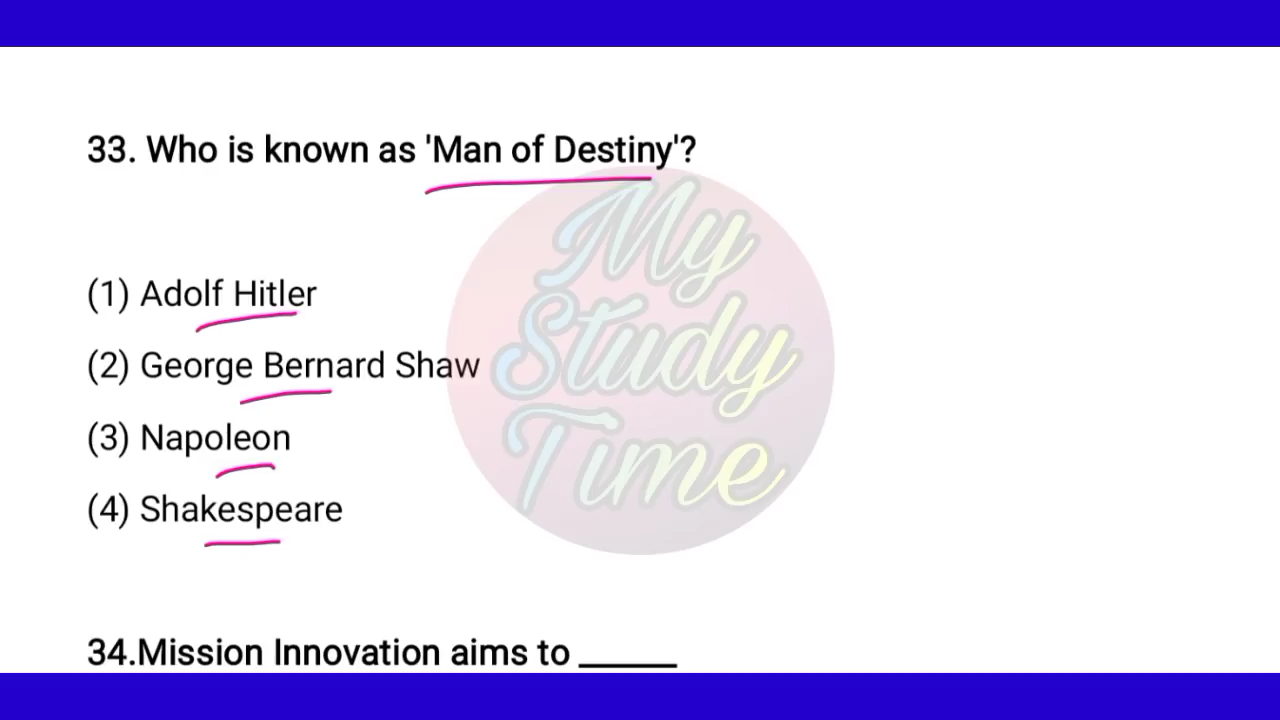 33. Who is known as 'Man of Destiny'?
(1) Adolf Hitler
(2) George Bernard Shaw
(3) Napoleon
(4) Shakespeare
My
Study
Time
34.Mission Innovation aims to ______